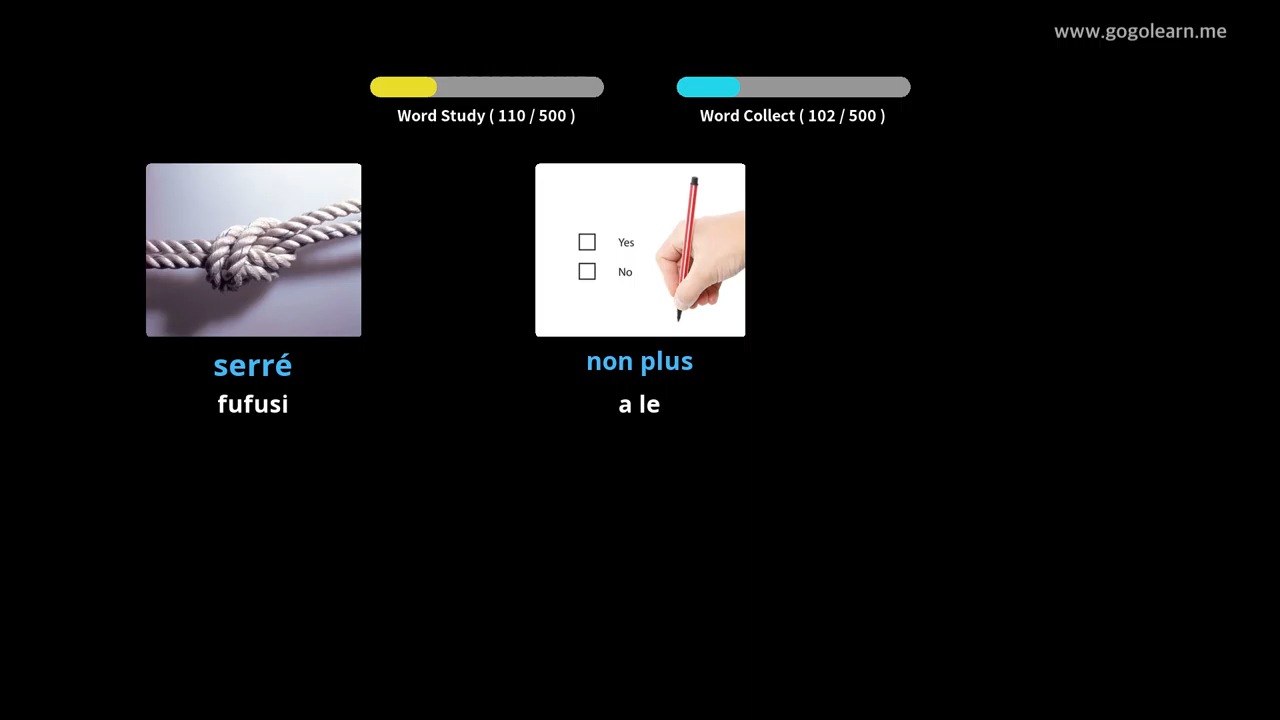 www.gogolearn.me
Word Study ( 110 / 500 )
Word Collect ( 102 / 500 )
Yes
No
serré
fufusi
non plus
a le